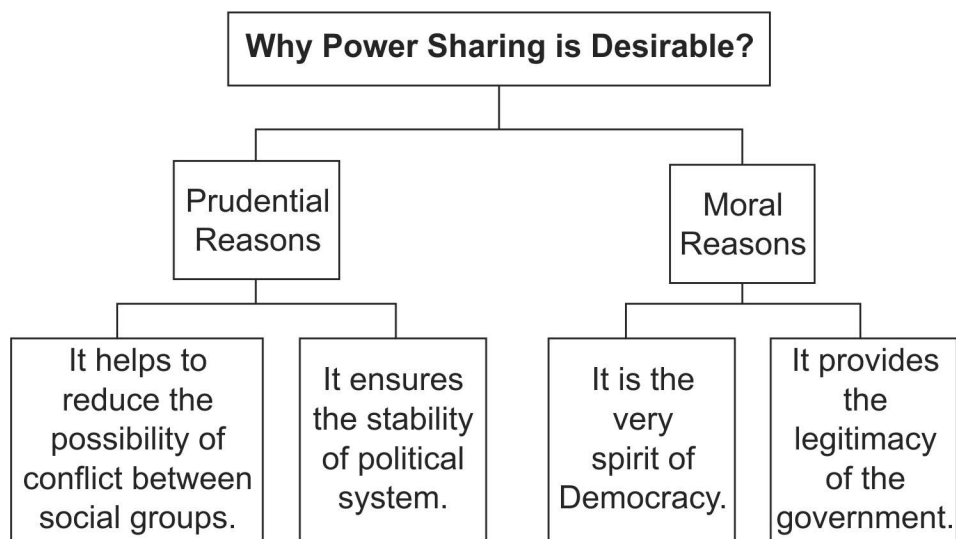 Why Power Sharing is Desirable?
Prudential
Reasons
Moral
Reasons
It helps to
reduce the
possibility of
conflict between
social groups.
It ensures
the stability
of political
system.
It is the
very
spirit of
Democracy.
It provides
the
legitimacy
of the
government.